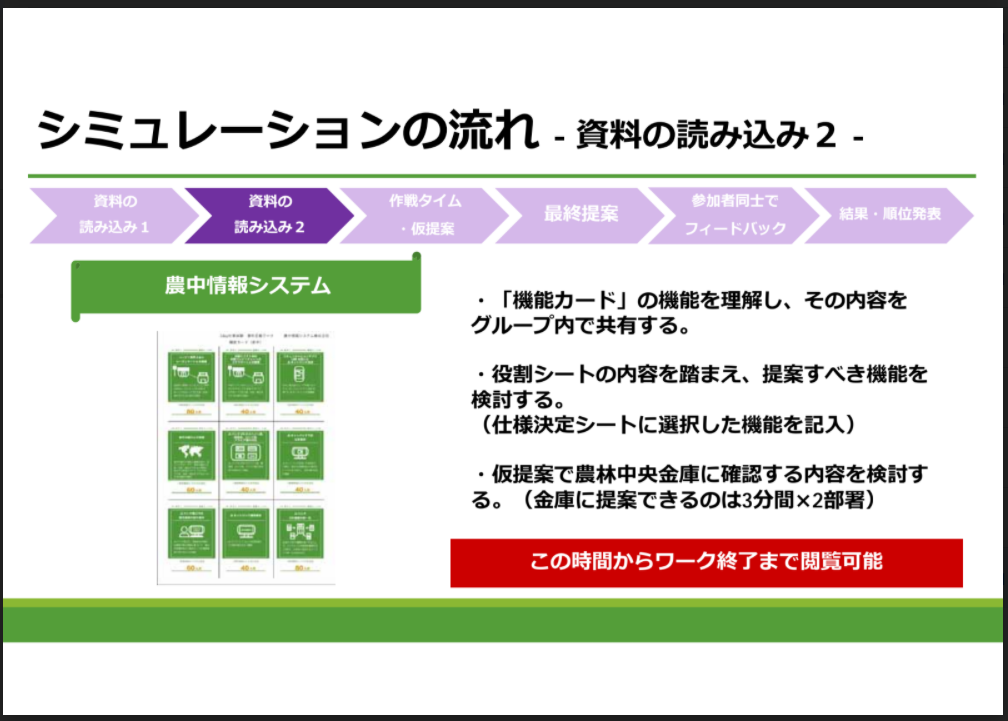 シミュレーションの流れ - 資料の読み込み２ -
資料の
読み込み１
資料の
読み込み２
作戦タイム
・仮提案
最終提案
参加者同士で
フィードバック
結果・順位発表
農中情報システム
・「機能カード」の機能を理解し、その内容を
グループ内で共有する。
・役割シートの内容を踏まえ、提案すべき機能を
検討する。
（仕様決定シートに選択した機能を記入）
・仮提案で農林中央金庫に確認する内容を検討す
る。（金庫に提案できるのは3分間×2部署）
この時間からワーク終了まで閲覧可能